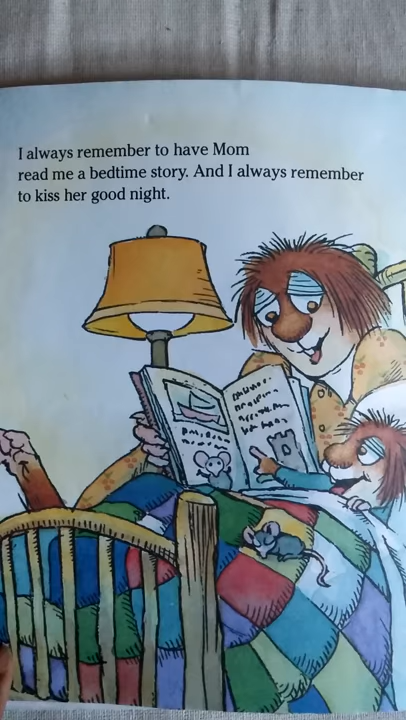 I always remember to have Mom
read me a bedtime story. And I always remember
to kiss her good night.